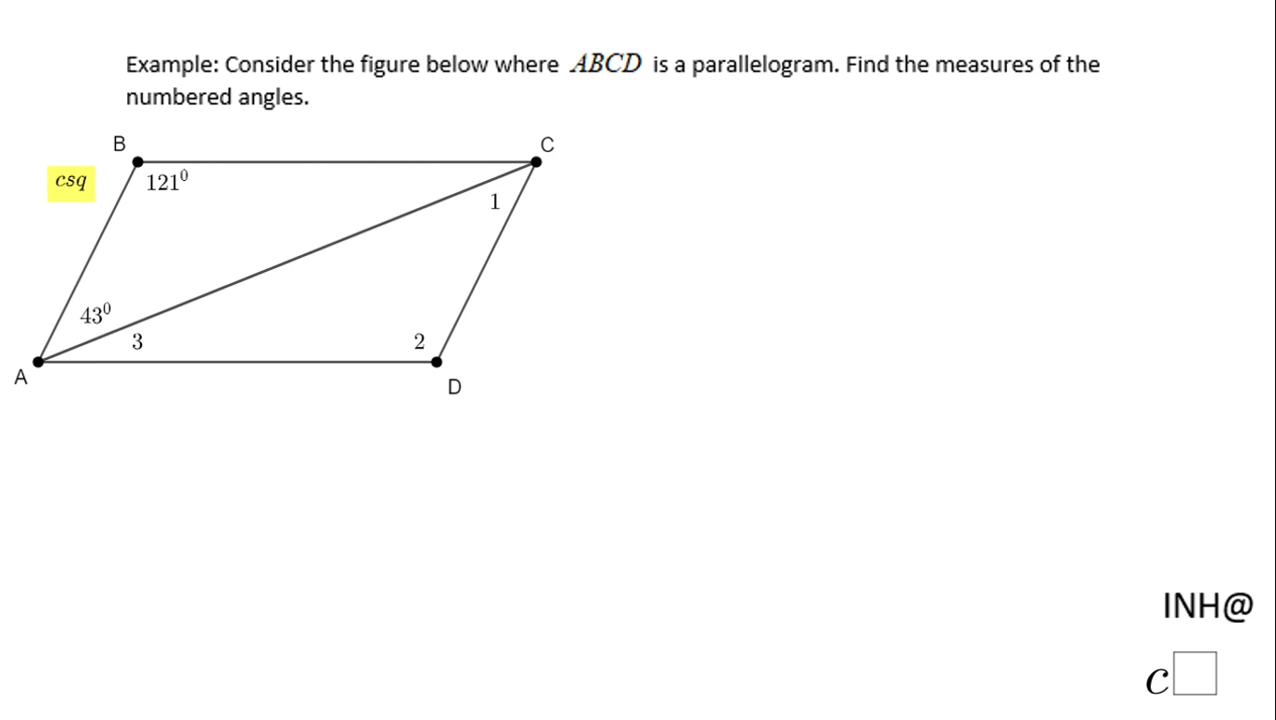 Example: Consider the figure below where ABCD is a parallelogram. Find the measures of the
numbered angles.
B
C
csq
121⁰
1
43⁰
3
2
A
D
INH@
c